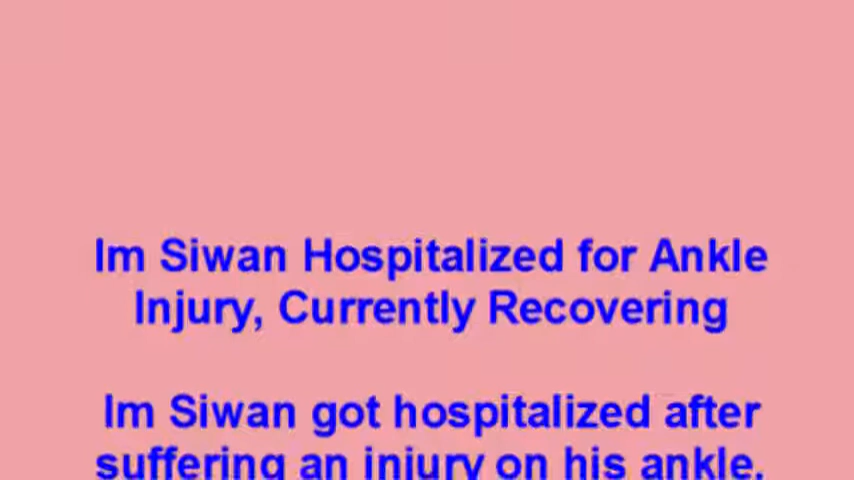 Im Siwan Hospitalized for Ankle
Injury, Currently Recovering
Im Siwan got hospitalized after
suffering an injury on his ankle.